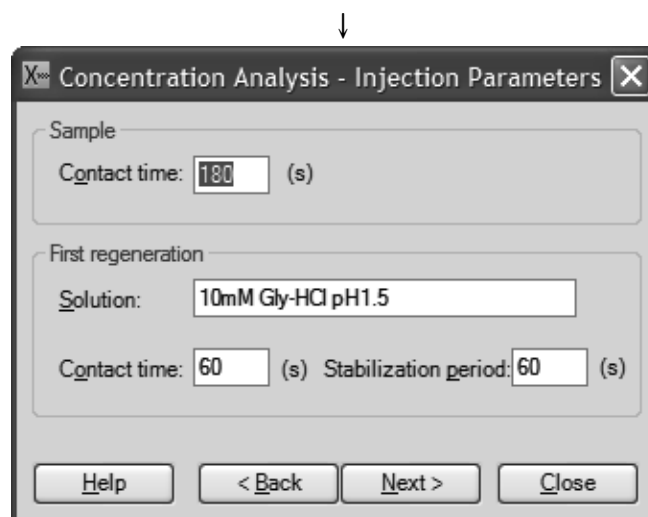 ↓
Concentration Analysis - Injection Parameters
Sample
Contact time: 180 (s)
First regeneration
Solution: 10mM Gly-HCl pH1.5
Contact time: 60 (s) Stabilization period: 60 (s)
Help < Back Next > Close